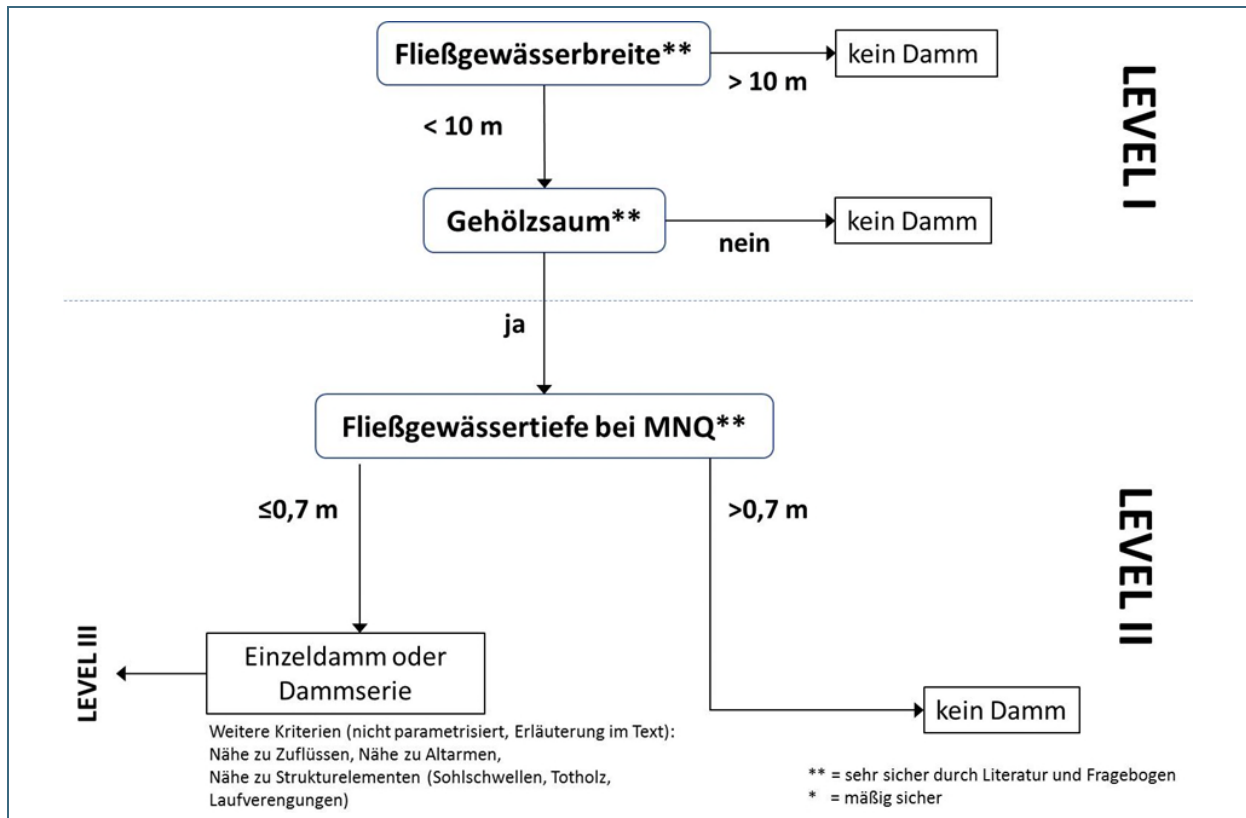 Fließgewässerbreite**
> 10 m
kein Damm
< 10 m
Gehölzsaum**
nein
kein Damm
LEVEL I
ja
Fließgewässertiefe bei MNQ**
≤0,7 m
>0,7 m
LEVEL II
LEVEL III
Einzeldamm oder
Dammserie
kein Damm
Weitere Kriterien (nicht parametrisiert, Erläuterung im Text):
Nähe zu Zuflüssen, Nähe zu Altarmen,
Nähe zu Strukturelementen (Sohlschwellen, Totholz,
Laufverengungen)
** = sehr sicher durch Literatur und Fragebogen
* = mäßig sicher